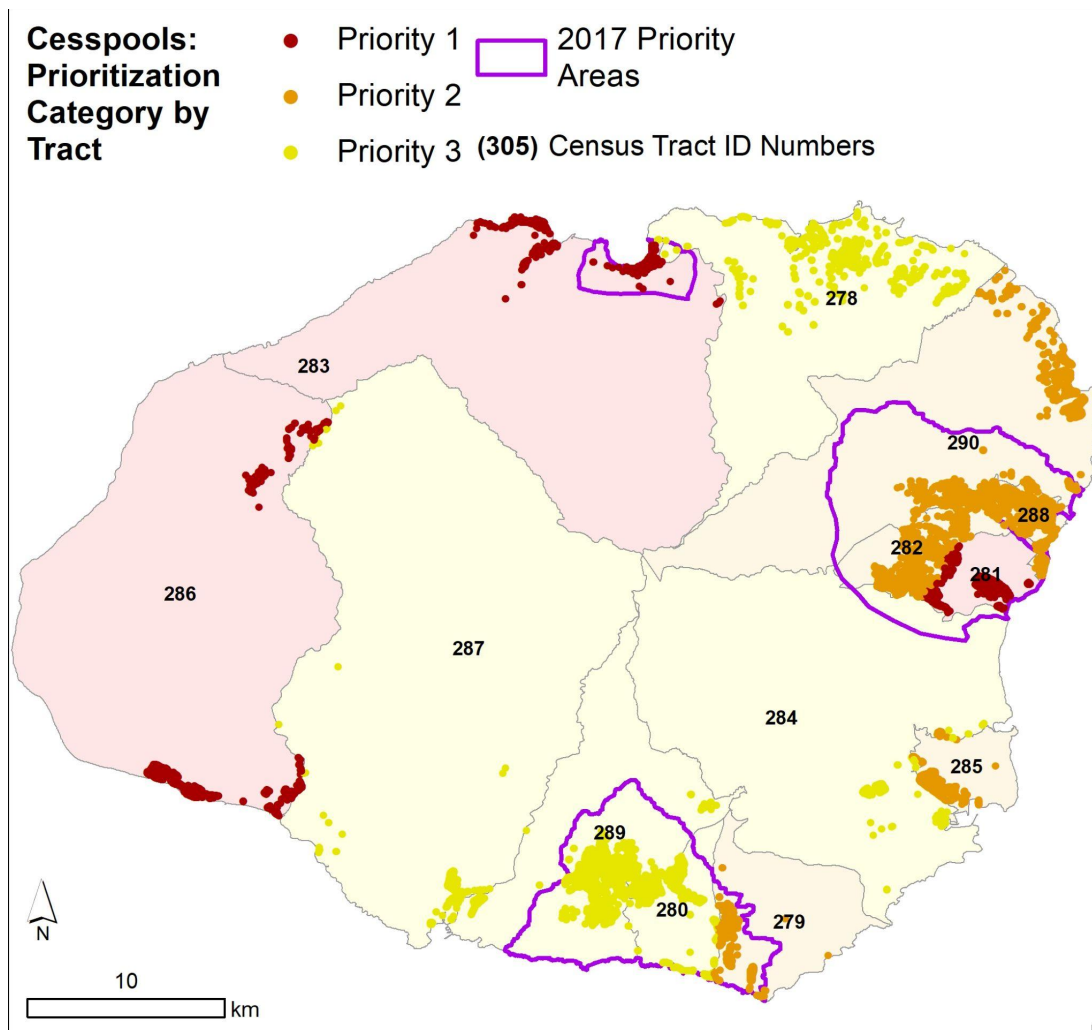 Cesspools:
Prioritization
Category by
Tract
Priority 1
Priority 2
Priority 3
2017 Priority
Areas
(305) Census Tract ID Numbers
278
283
290
288
282
281
286
287
284
285
289
280
279
N
10
km